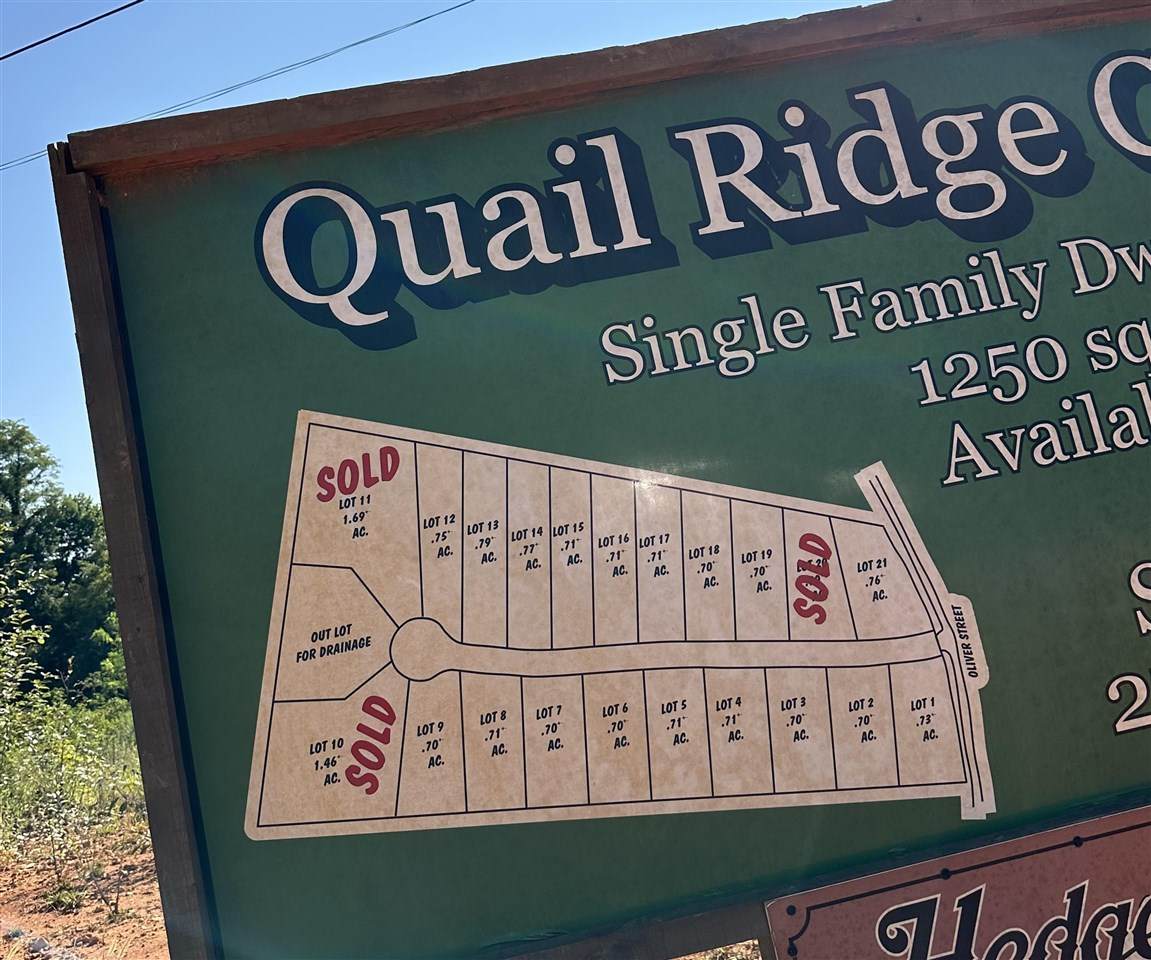 Quail Ridge
Single Family
1250
SOLD
LOT 11
1.69+
AC.
LOT 12
.75+
AC.
LOT 13
.79+
AC.
LOT 14
.77+
AC.
LOT 15
.71+
AC.
LOT 16
.71+
AC.
LOT 17
.71+
AC.
LOT 18
.70+
AC.
LOT 19
.70+
AC.
SOLD
LOT 21
.76+
AC.
OUT LOT
FOR DRAINAGE
OLIVER STREET
LOT 10
1.46+
AC.
SOLD
LOT 9
.70+
AC.
LOT 8
.71+
AC.
LOT 7
.70+
AC.
LOT 6
.70+
AC.
LOT 5
.71+
AC.
LOT 4
.71+
AC.
LOT 3
.70+
AC.
LOT 2
.70+
AC.
LOT 1
.73+
AC.